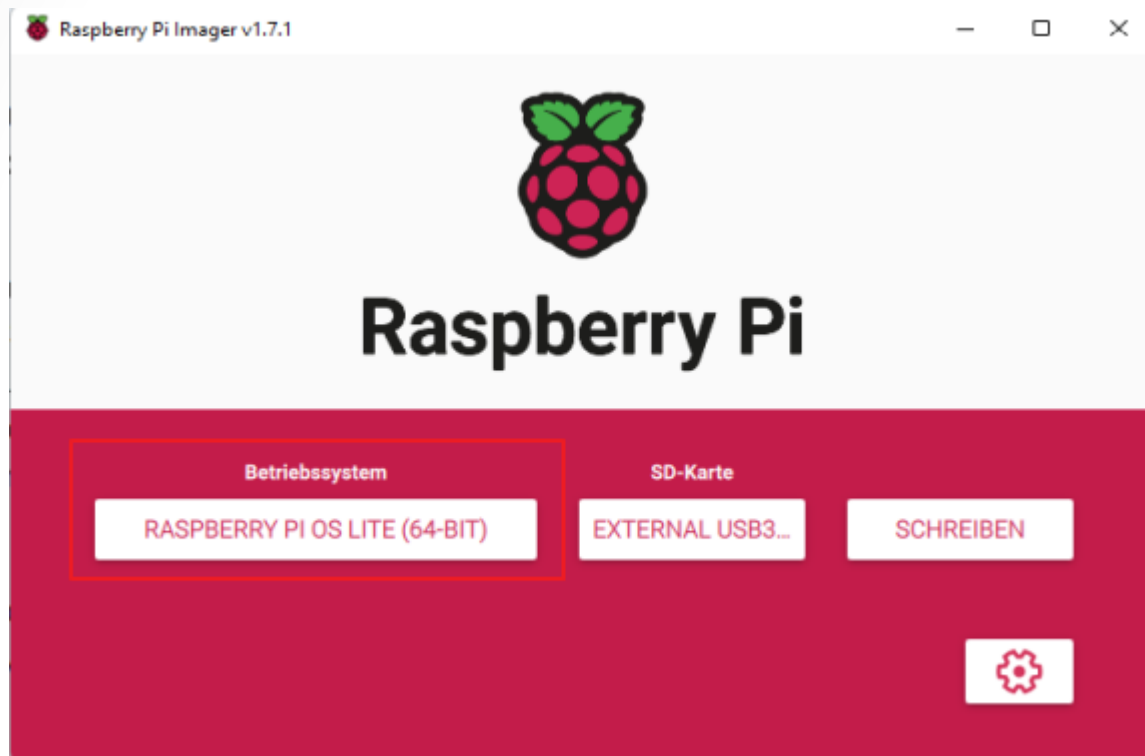 Raspberry Pi Imager v1.7.1
Raspberry Pi
Betriebssystem
SD-Karte
RASPBERRY PI OS LITE (64-BIT)
EXTERNAL USB3...
SCHREIBEN